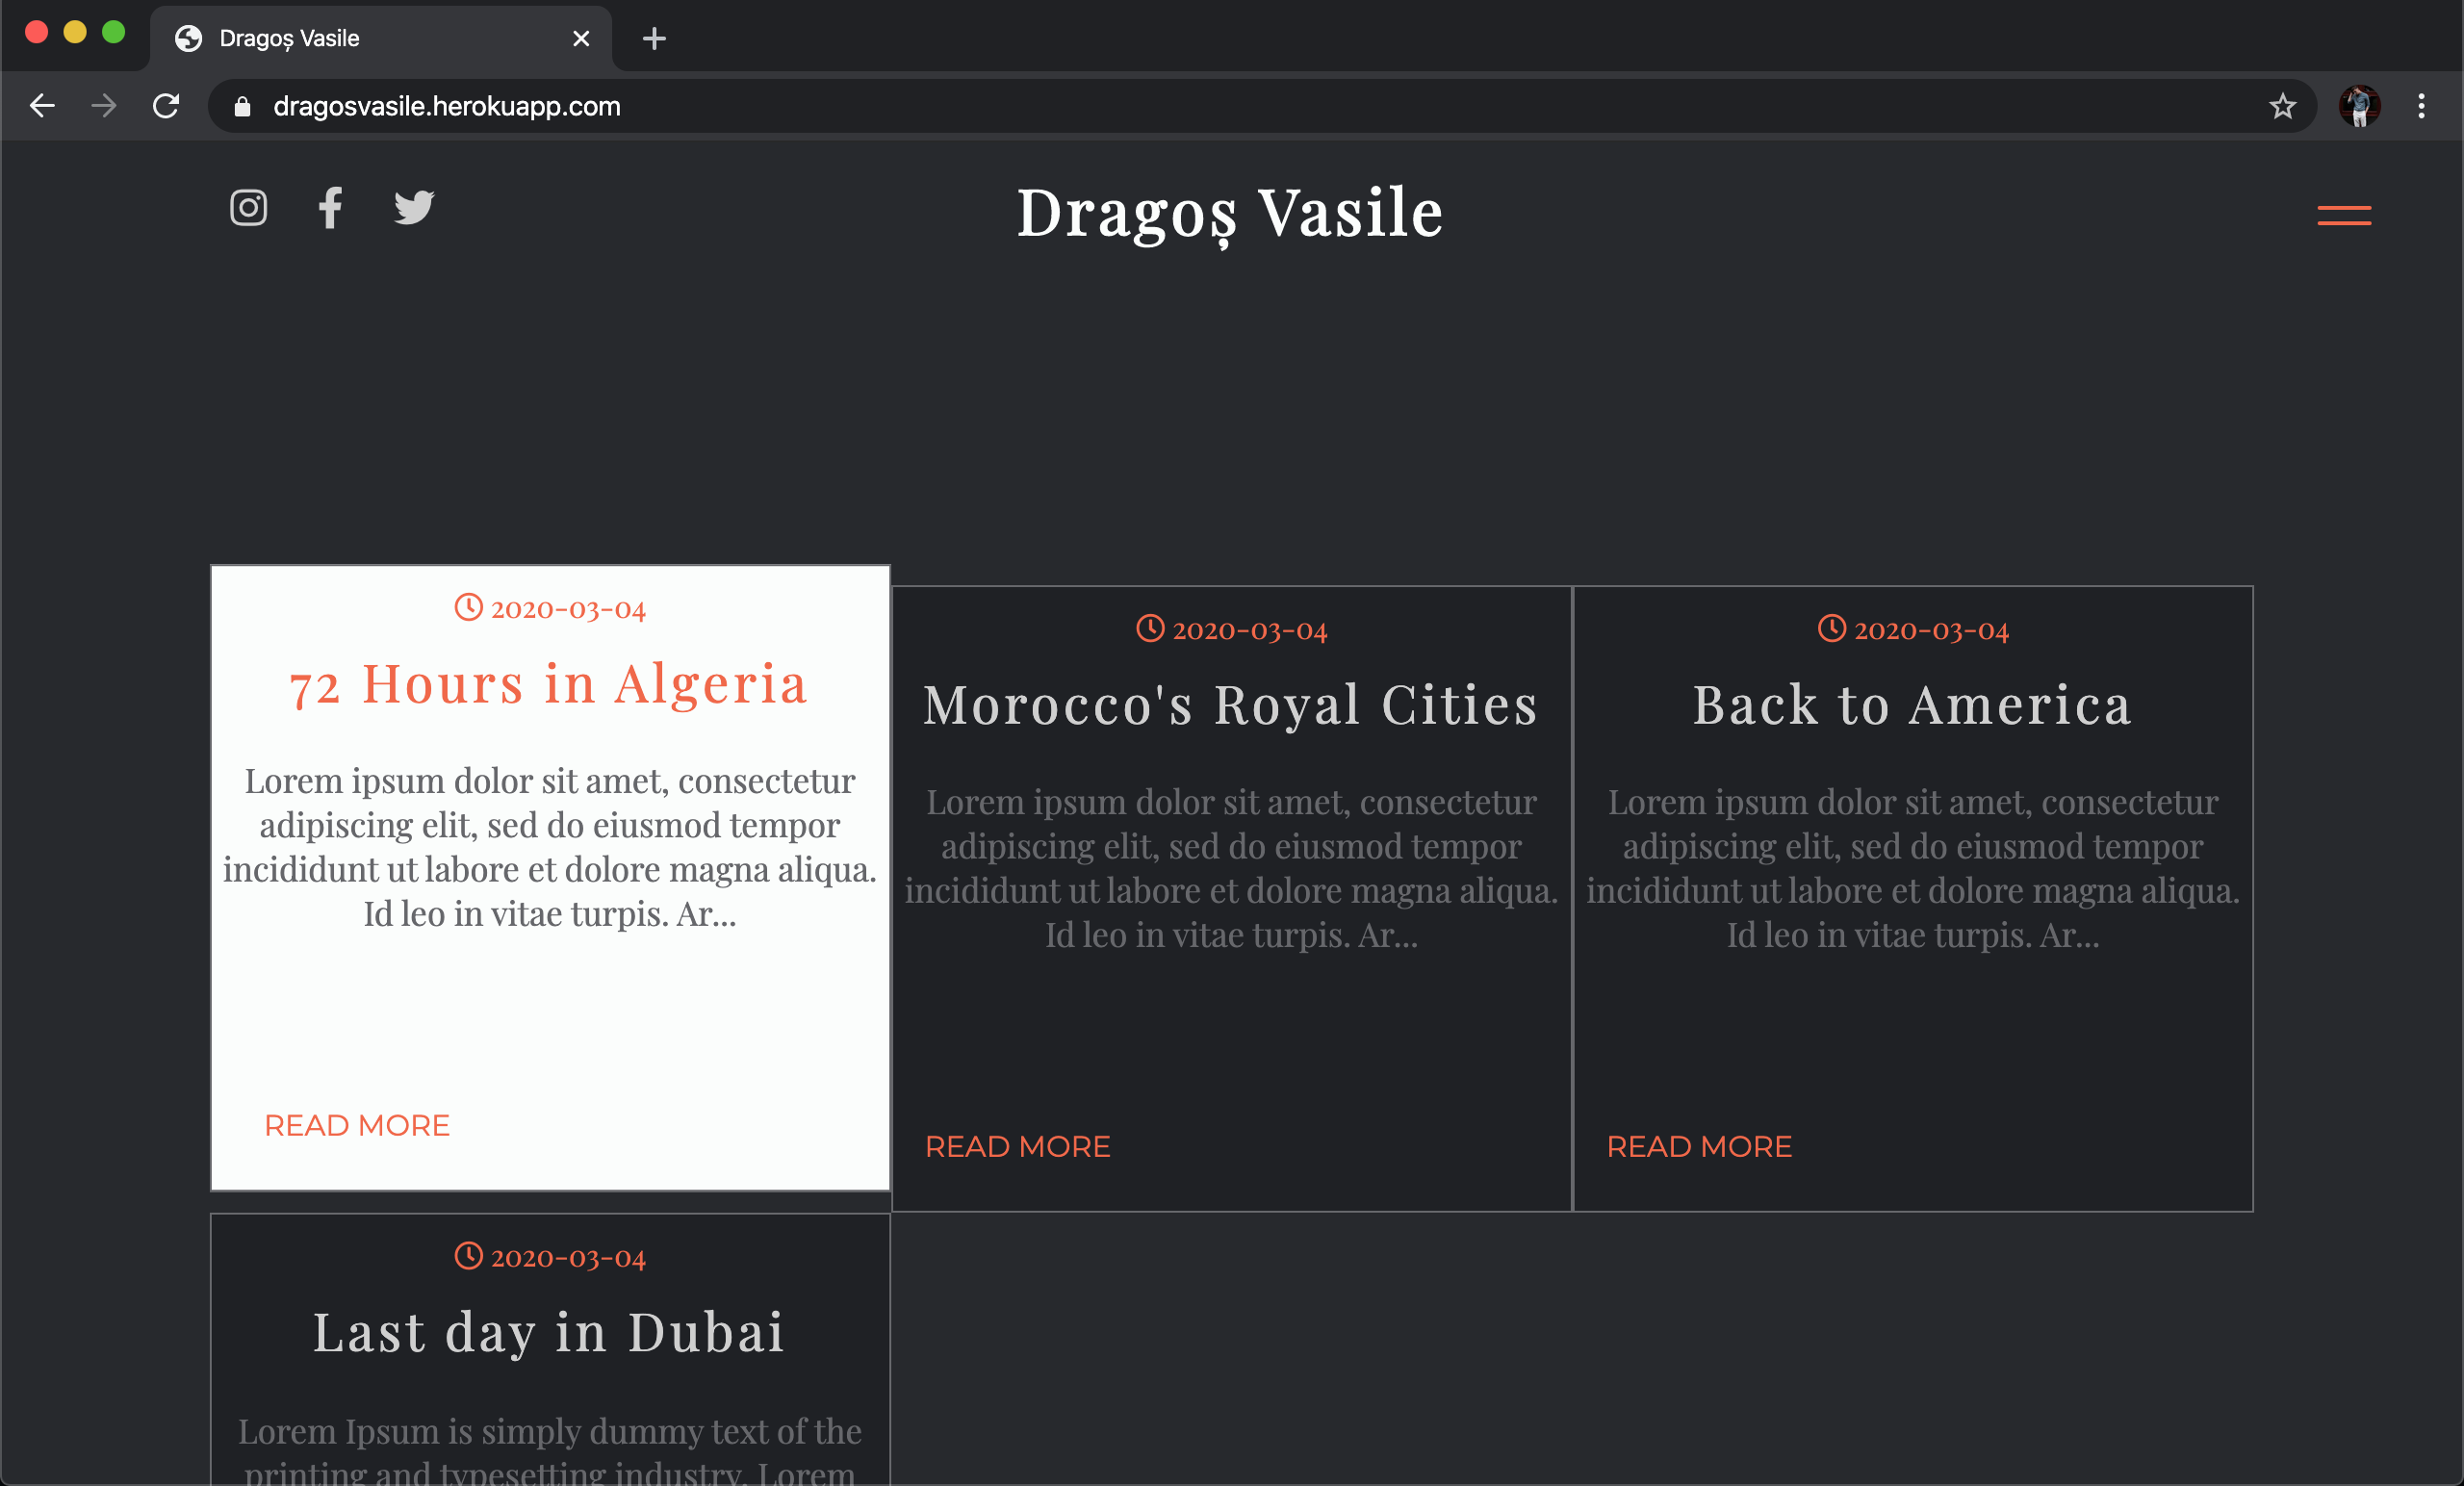 Dragoș Vasile
dragosvasile.herokuapp.com
Dragoș Vasile
2020-03-04
72 Hours in Algeria
Lorem ipsum dolor sit amet, consectetur
adipiscing elit, sed do eiusmod tempor
incididunt ut labore et dolore magna aliqua.
Id leo in vitae turpis. Ar...
READ MORE
2020-03-04
Morocco's Royal Cities
Lorem ipsum dolor sit amet, consectetur
adipiscing elit, sed do eiusmod tempor
incididunt ut labore et dolore magna aliqua.
Id leo in vitae turpis. Ar...
READ MORE
2020-03-04
Back to America
Lorem ipsum dolor sit amet, consectetur
adipiscing elit, sed do eiusmod tempor
incididunt ut labore et dolore magna aliqua.
Id leo in vitae turpis. Ar...
READ MORE
2020-03-04
Last day in Dubai
Lorem Ipsum is simply dummy text of the
printing and typesetting industry. Lorem